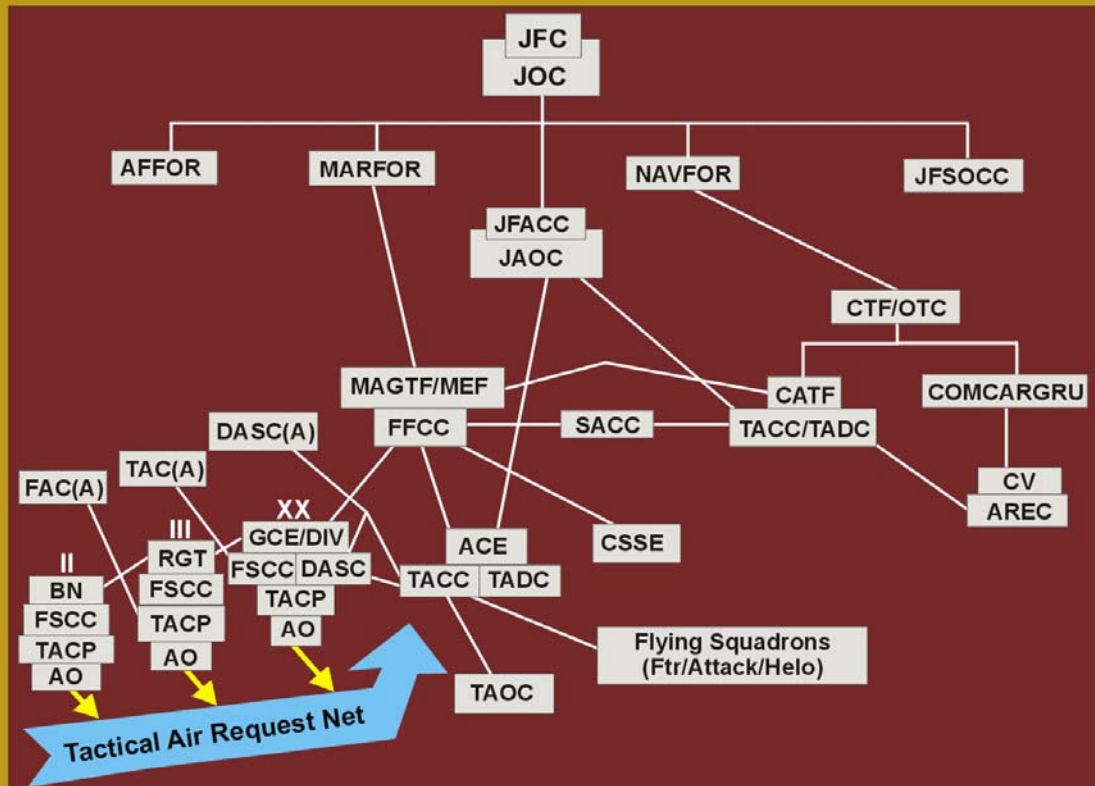 JFC
JOC
AFFOR
MARFOR
NAVFOR
JFSOCC
JFACC
JAOC
CTF/OTC
MAGTF/MEF
FFCC
SACC
CATF
TACC/TADC
COMCARGRU
CV
AREC
DASC(A)
TAC(A)
FAC(A)
XX
GCE/DIV
FSCC
DASC
TACP
AO
III
RGT
FSCC
TACP
AO
II
BN
FSCC
TACP
AO
ACE
TACC
TADC
CSSE
Flying Squadrons
(Ftr/Attack/Helo)
TAOC
Tactical Air Request Net